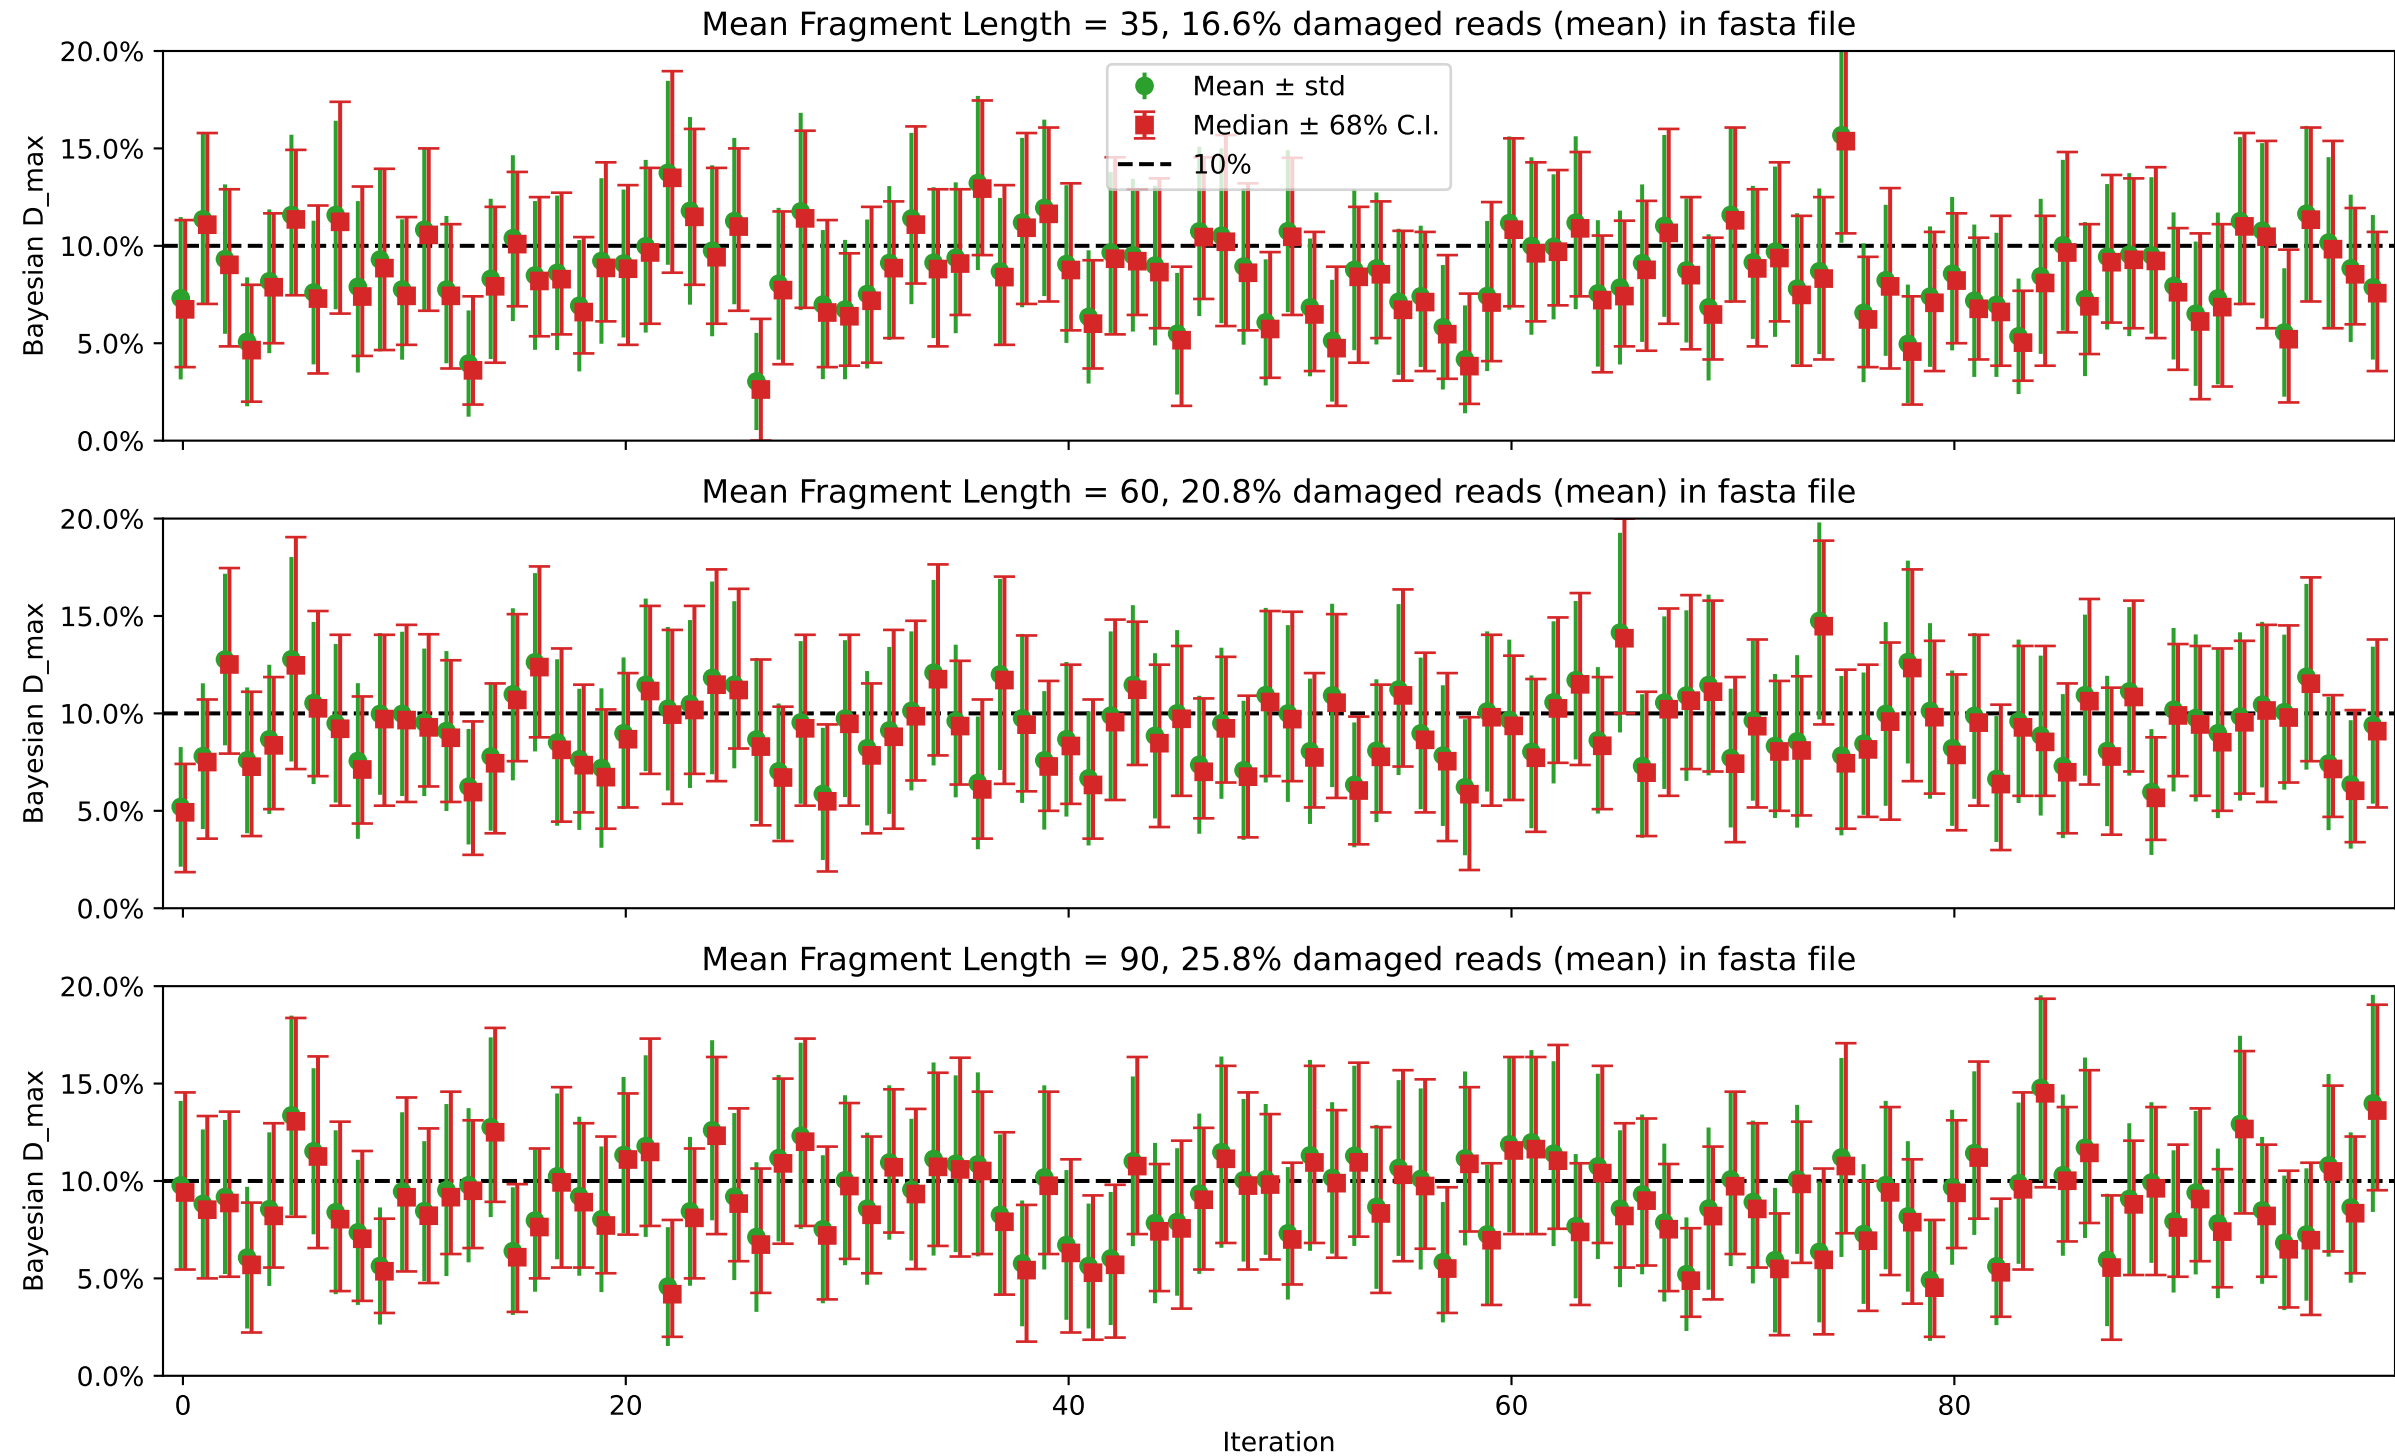 Mean Fragment Length = 35, 16.6% damaged reads (mean) in fasta file
20.0%
15.0%
10.0%
5.0%
0.0%
Bayesian D_max
Mean ± std
Median ± 68% C.I.
10%
Mean Fragment Length = 60, 20.8% damaged reads (mean) in fasta file
20.0%
15.0%
10.0%
5.0%
0.0%
Bayesian D_max
Mean Fragment Length = 90, 25.8% damaged reads (mean) in fasta file
20.0%
15.0%
10.0%
5.0%
0.0%
Bayesian D_max
0 20 40 60 80
Iteration